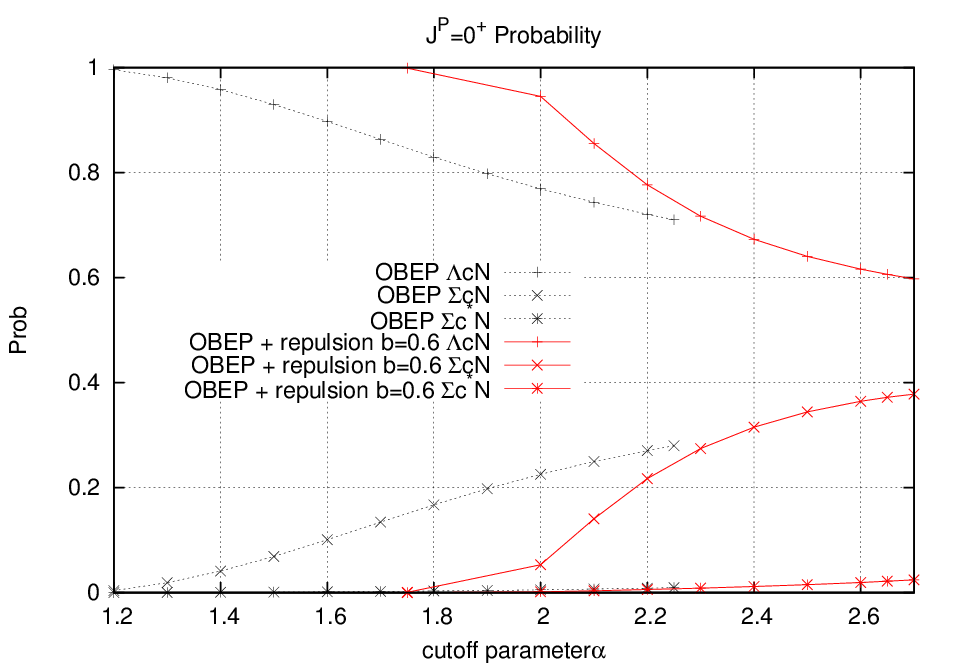 J^P=0^+ Probability
1
0.8
0.6
0.4
0.2
0
Prob
OBEP ΛcN
OBEP ΣcN
OBEP Σc^* N
OBEP + repulsion b=0.6 ΛcN
OBEP + repulsion b=0.6 ΣcN
OBEP + repulsion b=0.6 Σc^* N
1.2 1.4 1.6 1.8 2 2.2 2.4 2.6
cutoff parameterα